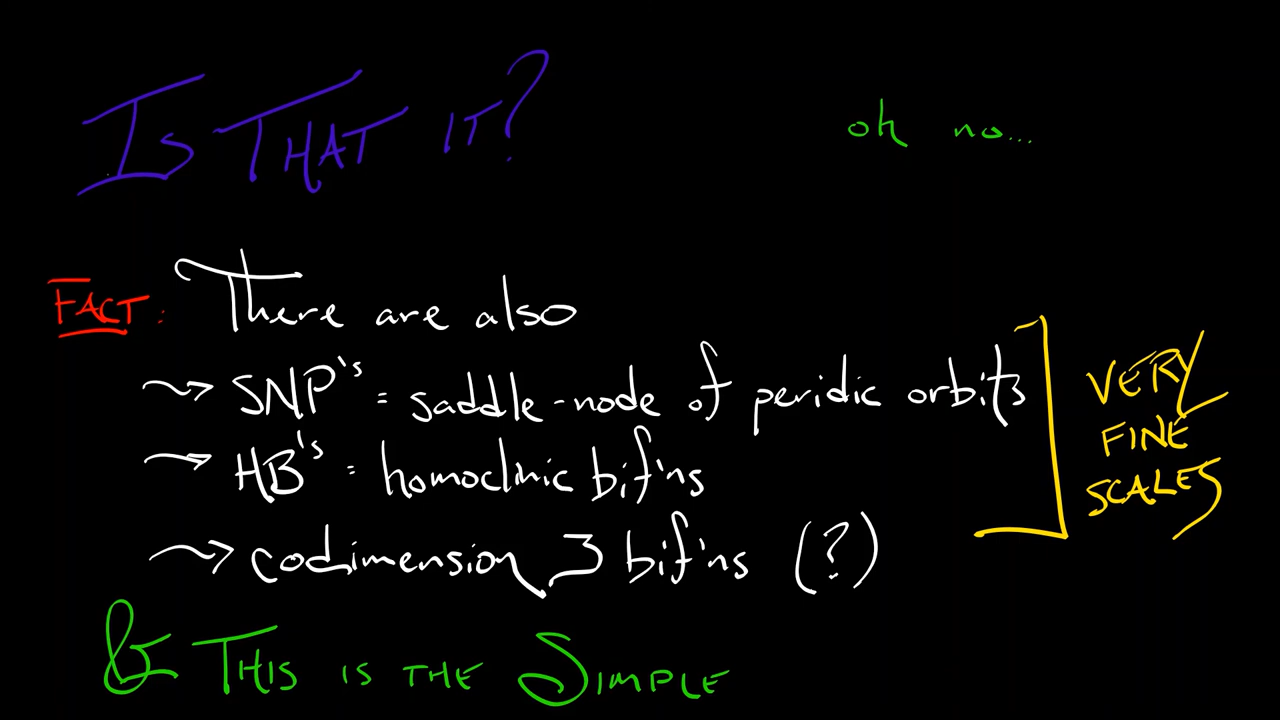 Is That it?
oh no...
Fact: There are also
~> SNP's = saddle-node of peridic orbits
~> HB's = homoclinic bif'ns
~> codimension 3 bif'ns (?)
VERY
FINE
SCALES
& This is the Simple